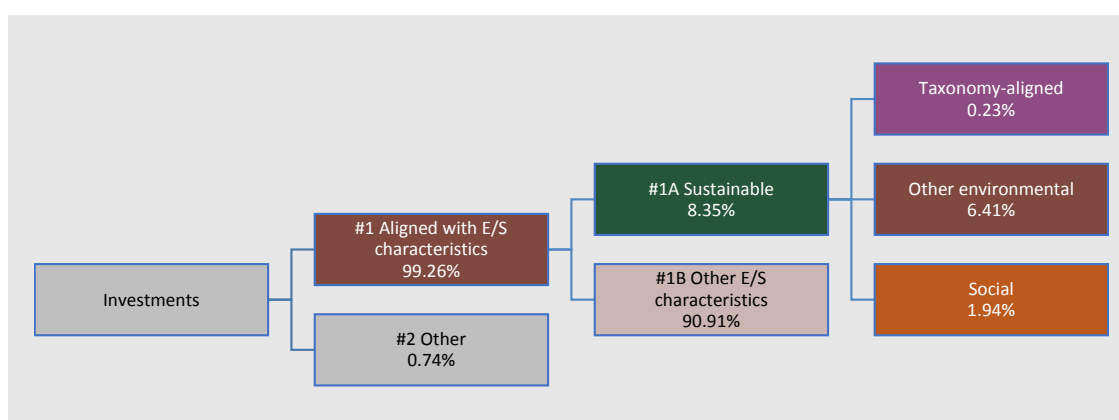 Investments
#1 Aligned with E/S
characteristics
99.26%
#2 Other
0.74%
#1A Sustainable
8.35%
#1B Other E/S
characteristics
90.91%
Taxonomy-aligned
0.23%
Other environmental
6.41%
Social
1.94%